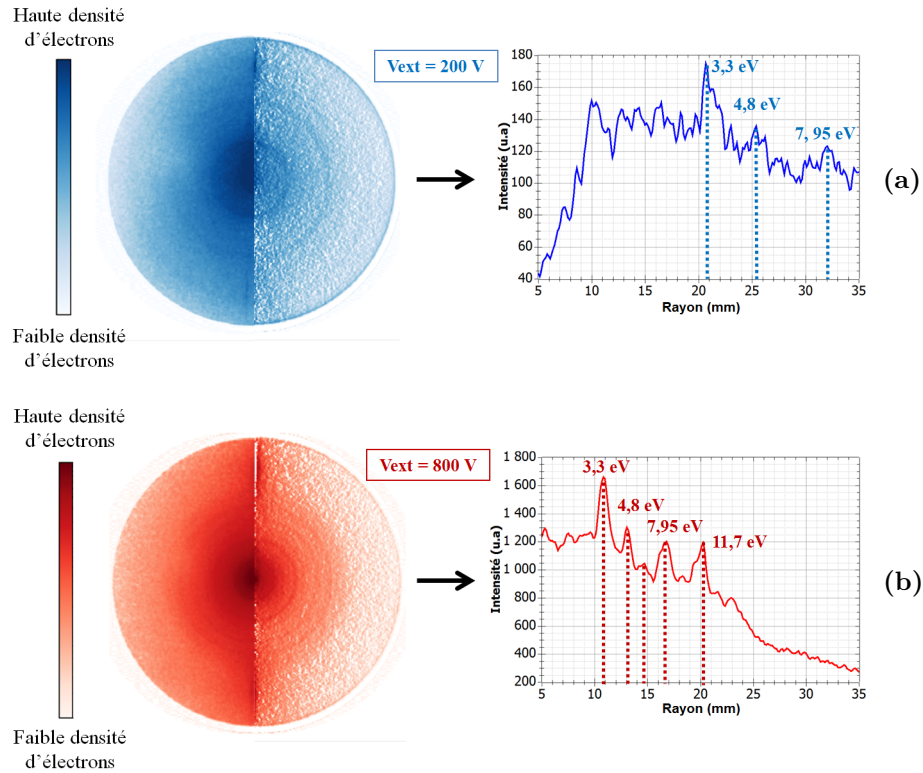 Haute densité
d'électrons
Faible densité
d'électrons
Vext = 200 V
180
160
140
120
100
80
60
40
Intensité (u.a)
3,3 eV
4,8 eV
7, 95 eV
5
10
15
20
25
30
35
Rayon (mm)
(a)
Haute densité
d'électrons
Faible densité
d'électrons
Vext = 800 V
1 800
1 600
1 400
1 200
1 000
800
600
400
200
Intensité (u.a)
3,3 eV
4,8 eV
7,95 eV
11,7 eV
5
10
15
20
25
30
35
Rayon (mm)
(b)